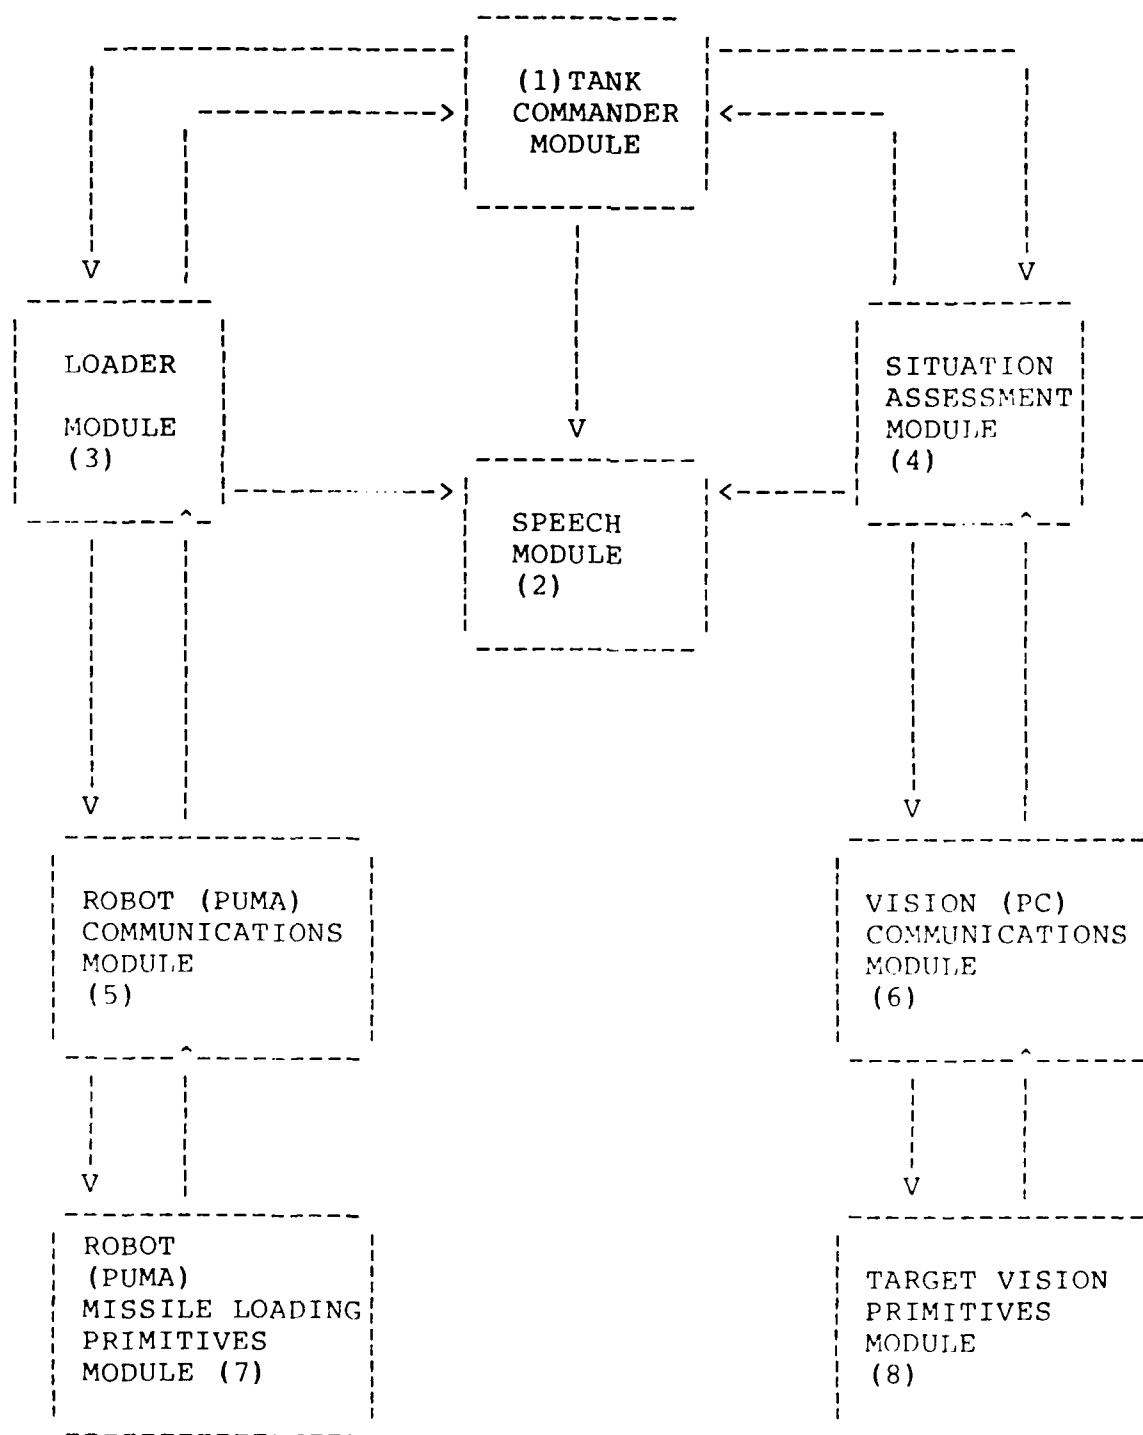 (1) TANK
COMMANDER
MODULE
LOADER
MODULE
(3)
SITUATION
ASSESSMENT
MODULE
(4)
SPEECH
MODULE
(2)
ROBOT (PUMA)
COMMUNICATIONS
MODULE
(5)
VISION (PC)
COMMUNICATIONS
MODULE
(6)
ROBOT
(PUMA)
MISSILE LOADING
PRIMITIVES
MODULE (7)
TARGET VISION
PRIMITIVES
MODULE
(8)